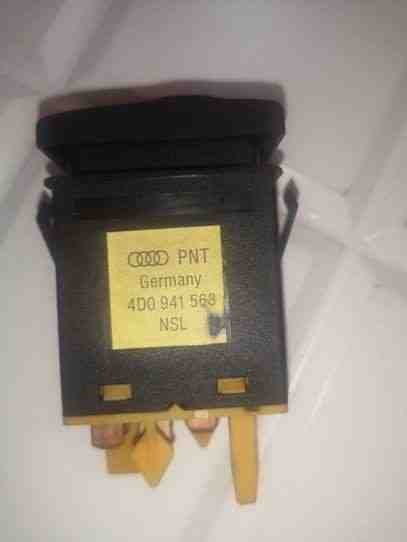 PNT
Germany
4D0 941 563
NSL